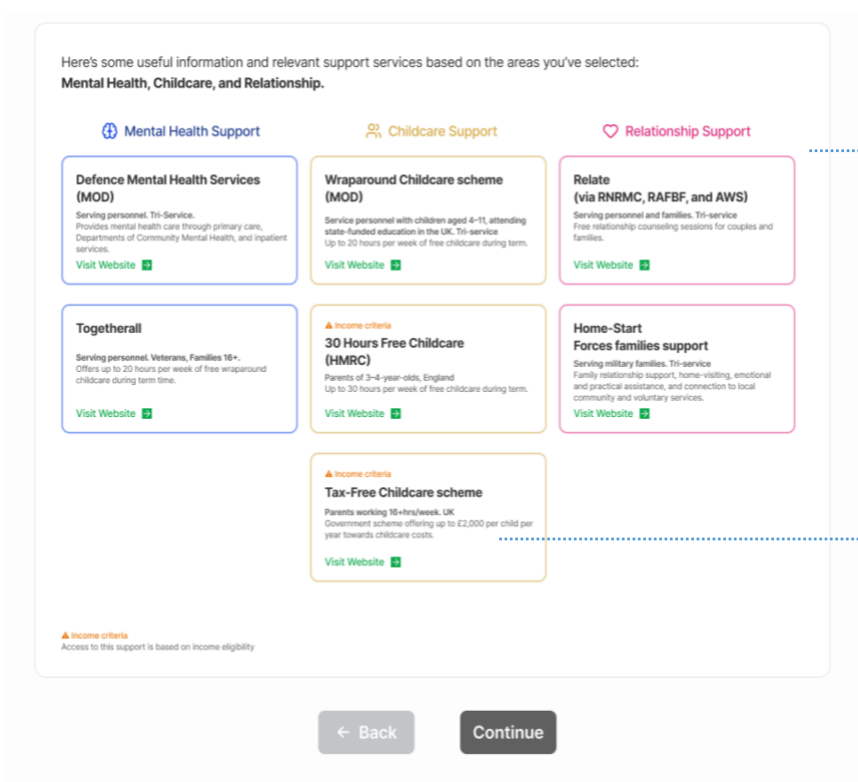 Here's some useful information and relevant support services based on the areas you've selected:
Mental Health, Childcare, and Relationship.
Mental Health Support
Defence Mental Health Services
(MOD)
Serving personnel. Tri-Service.
Provides mental health care through primary care,
Departments of Community Mental Health, and inpatient
services.
Visit Website
Togetherall
Serving personnel. Veterans, Families 16+.
Offers up to 20 hours per week of free wraparound
childcare during term time.
Visit Website
Childcare Support
Wraparound Childcare scheme
(MOD)
Service personnel with children aged 4–11, attending
state-funded education in the UK. Tri-service
Up to 20 hours per week of free childcare during term.
Visit Website
Income criteria
30 Hours Free Childcare
(HMRC)
Parents of 3–4-year-olds, England
Up to 30 hours per week of free childcare during term.
Visit Website
Income criteria
Tax-Free Childcare scheme
Parents working 16+hrs/week. UK
Government scheme offering up to £2,000 per child per
year towards childcare costs.
Visit Website
Relationship Support
Relate
(via RNRMC, RAFBF, and AWS)
Serving personnel and families. Tri-service
Free relationship counseling sessions for couples and
families.
Visit Website
Home-Start
Forces families support
Serving military families. Tri-service
Family relationship support, home-visiting, emotional
and practical assistance, and connection to local
community and voluntary services.
Visit Website
Income criteria
Access to this support is based on income eligibility
← Back
Continue